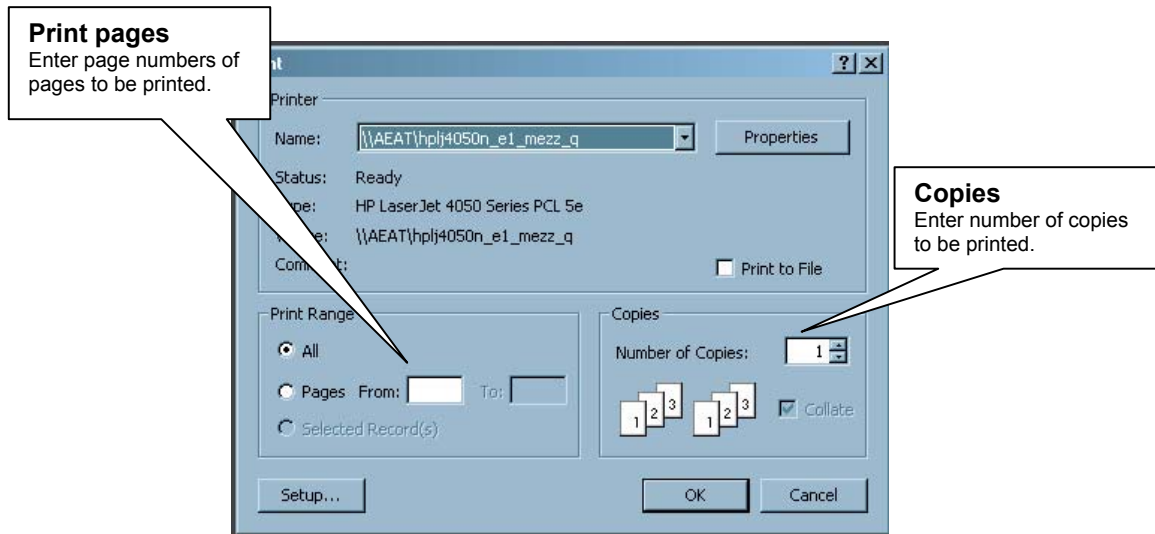 Print pages
Enter page numbers of
pages to be printed.
nt
Printer
Name: \\AEAT\hplj4050n_e1_mezz_q Properties
Status: Ready
ype: HP LaserJet 4050 Series PCL 5e
\\AEAT\hplj4050n_e1_mezz_q
Print to File
Copies
Enter number of copies
to be printed.
Print Range
All
Pages From: To:
Selected Record(s)
Copies
Number of Copies: 1
1 2 3 1 2 3 Collate
Setup... OK Cancel